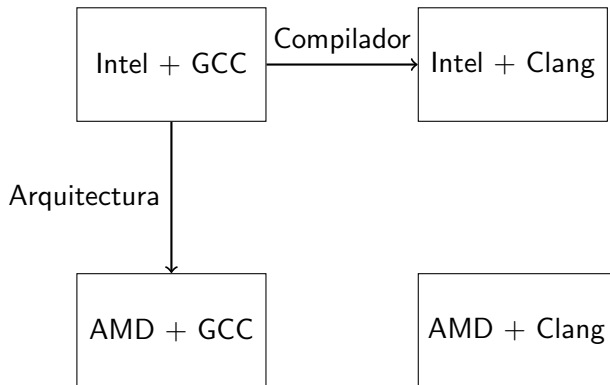 Compilador
Intel + GCC
Intel + Clang
Arquitectura
AMD + GCC
AMD + Clang